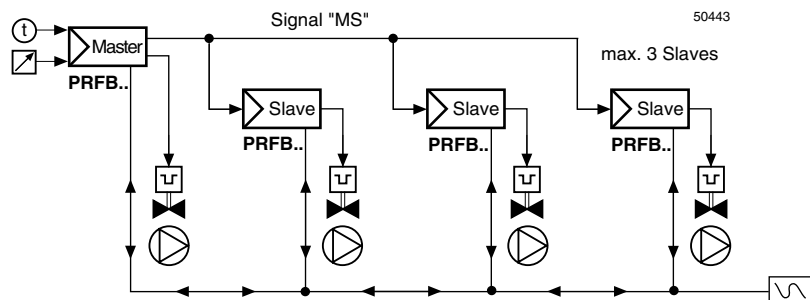 Signal "MS"
50443
t
Master
max. 3 Slaves
PRFB..
Slave
Slave
Slave
PRFB..
PRFB..
PRFB..